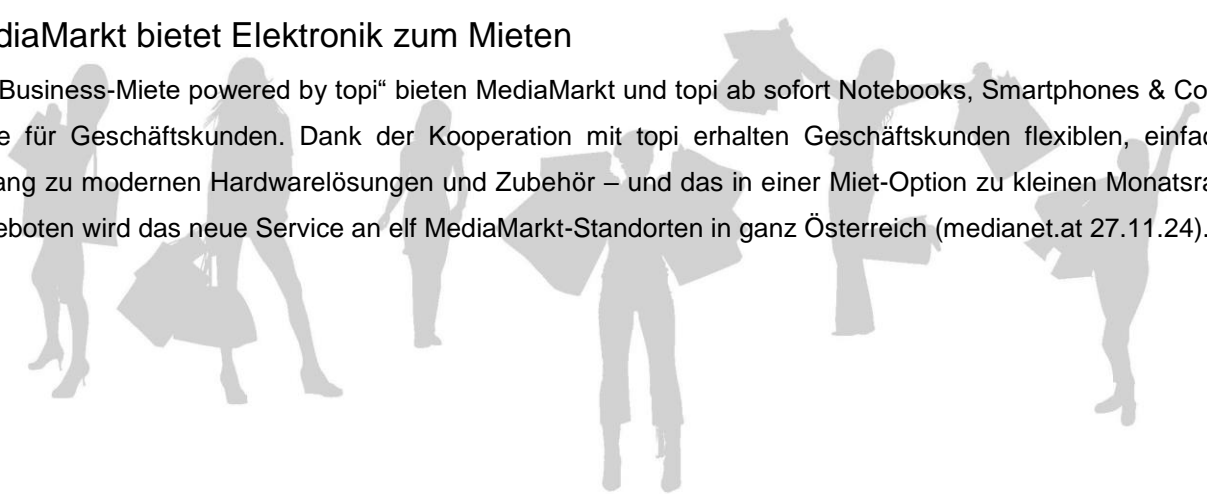 diaMarkt bietet Elektronik zum Mieten
Business-Miete powered by topi“ bieten MediaMarkt und topi ab sofort Notebooks, Smartphones & Co
e für Geschäftskunden. Dank der Kooperation mit topi erhalten Geschäftskunden flexiblen, einfac
ang zu modernen Hardwarelösungen und Zubehör – und das in einer Miet-Option zu kleinen Monatsra
eboten wird das neue Service an elf MediaMarkt-Standorten in ganz Österreich (medianet.at 27.11.24).